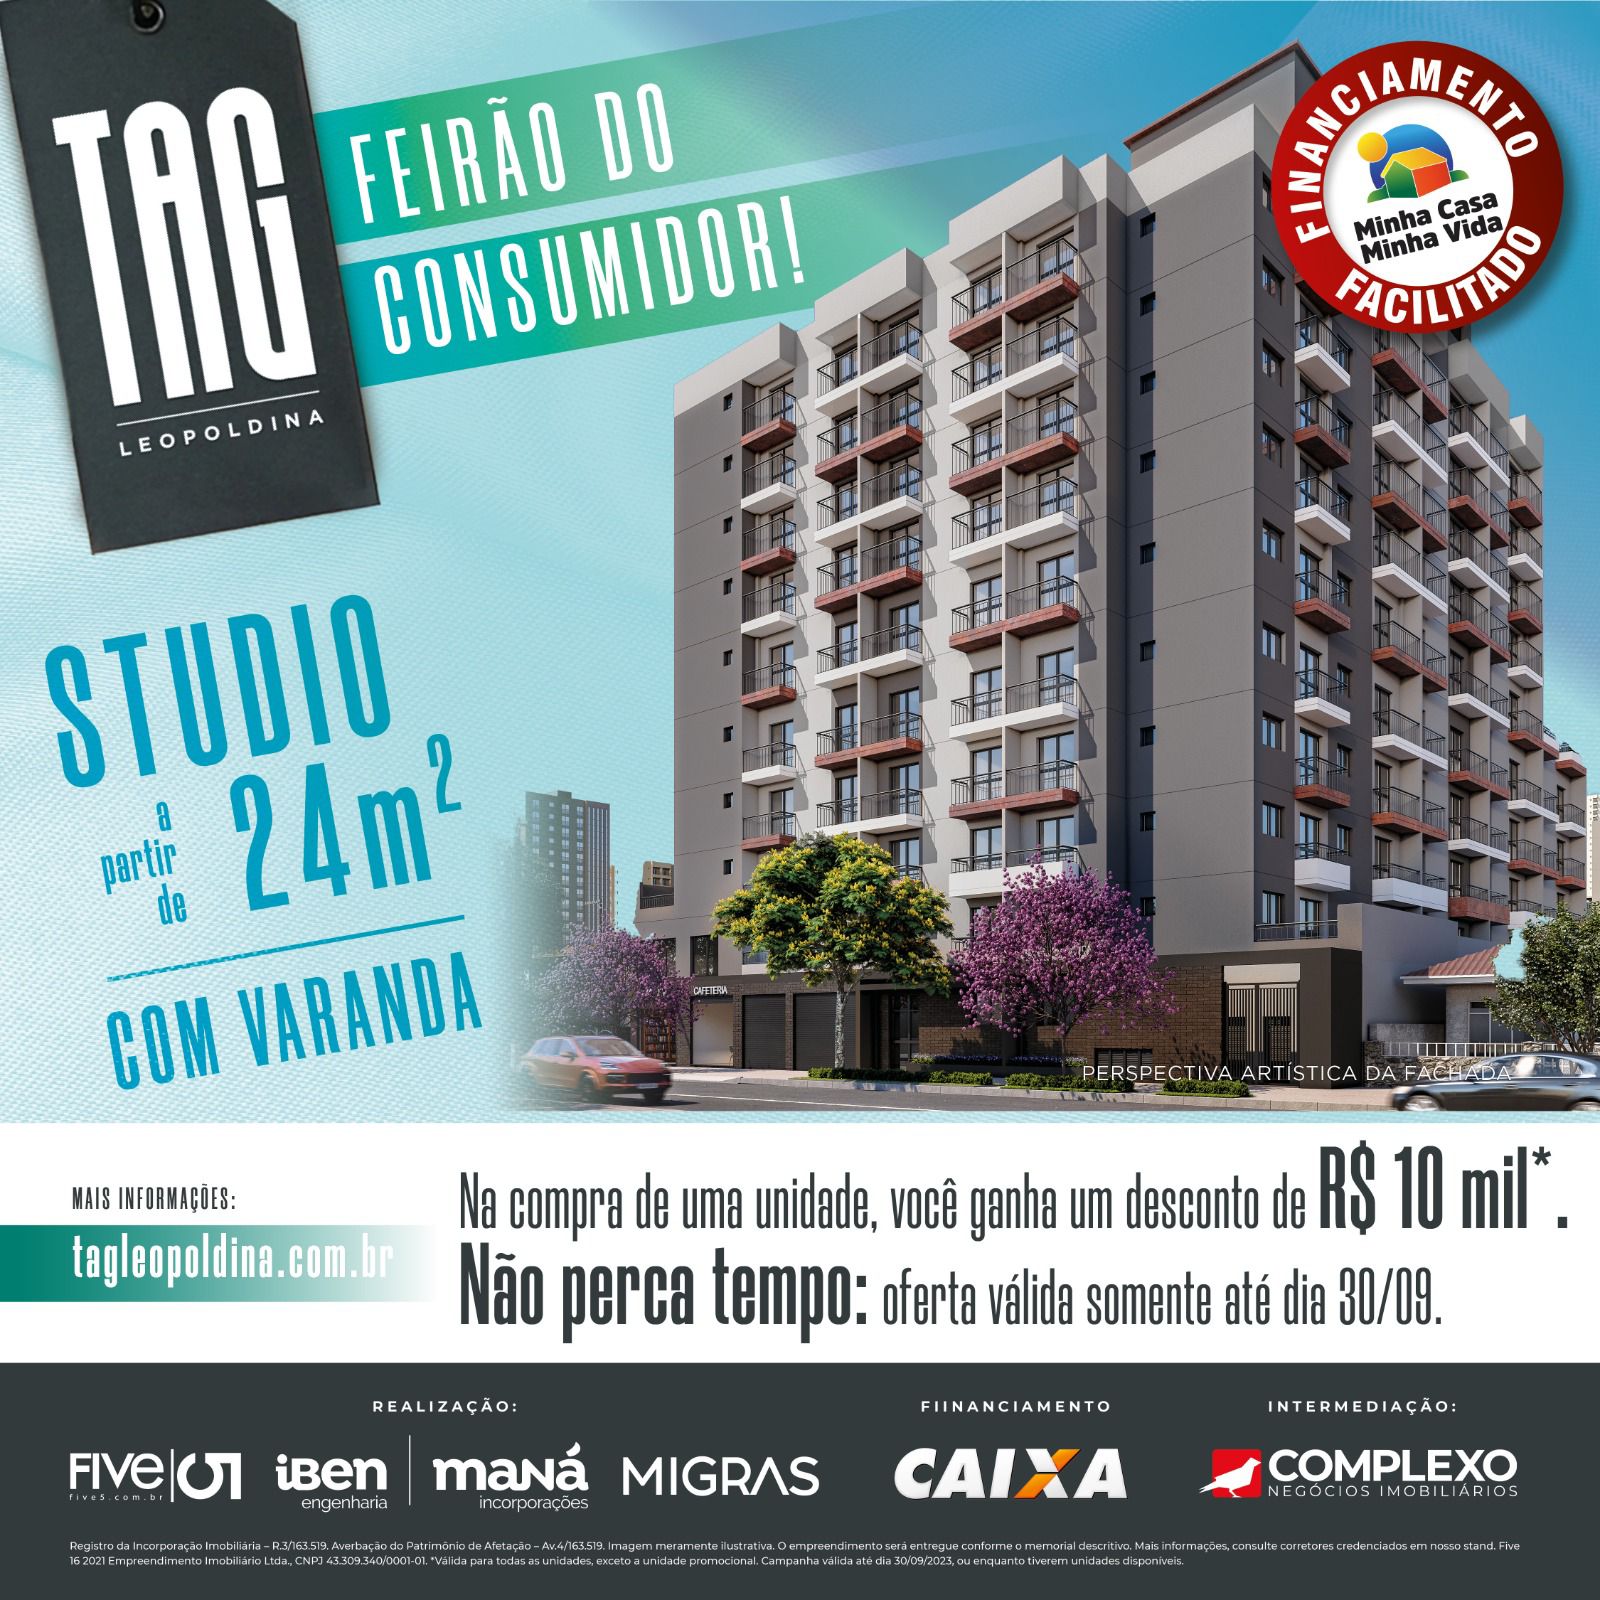 TAG
LEOPOLDINA
FEIRÃO DO
CONSUMIDOR!
FINANCIAMENTO
Minha Casa
Minha Vida
FACILITADO
STUDIO
a
partir
de
24m²
COM VARANDA
CAFETERIA
PERSPECTIVA ARTÍSTICA DA FACHADA
MAIS INFORMAÇÕES:
tagleopoldina.com.br
Na compra de uma unidade, você ganha um desconto de R$ 10 mil*.
Não perca tempo: oferta válida somente até dia 30/09.
REALIZAÇÃO:
FIINANCIAMENTO
INTERMEDIAÇÃO:
FIVE|5
five5.com.br
iBEN
engenharia
maNá
incorporações
MIGRAS
CAIXA
COMPLEXO
NEGÓCIOS IMOBILIÁRIOS
Registro da Incorporação Imobiliária – R.3/163.519. Averbação do Patrimônio de Afetação – Av.4/163.519. Imagem meramente ilustrativa. O empreendimento será entregue conforme o memorial descritivo. Mais informações, consulte corretores credenciados em nosso stand. Five
16 2021 Empreendimento Imobiliário Ltda., CNPJ 43.309.340/0001-01. *Válida para todas as unidades, exceto a unidade promocional. Campanha válida até dia 30/09/2023, ou enquanto tiverem unidades disponíveis.